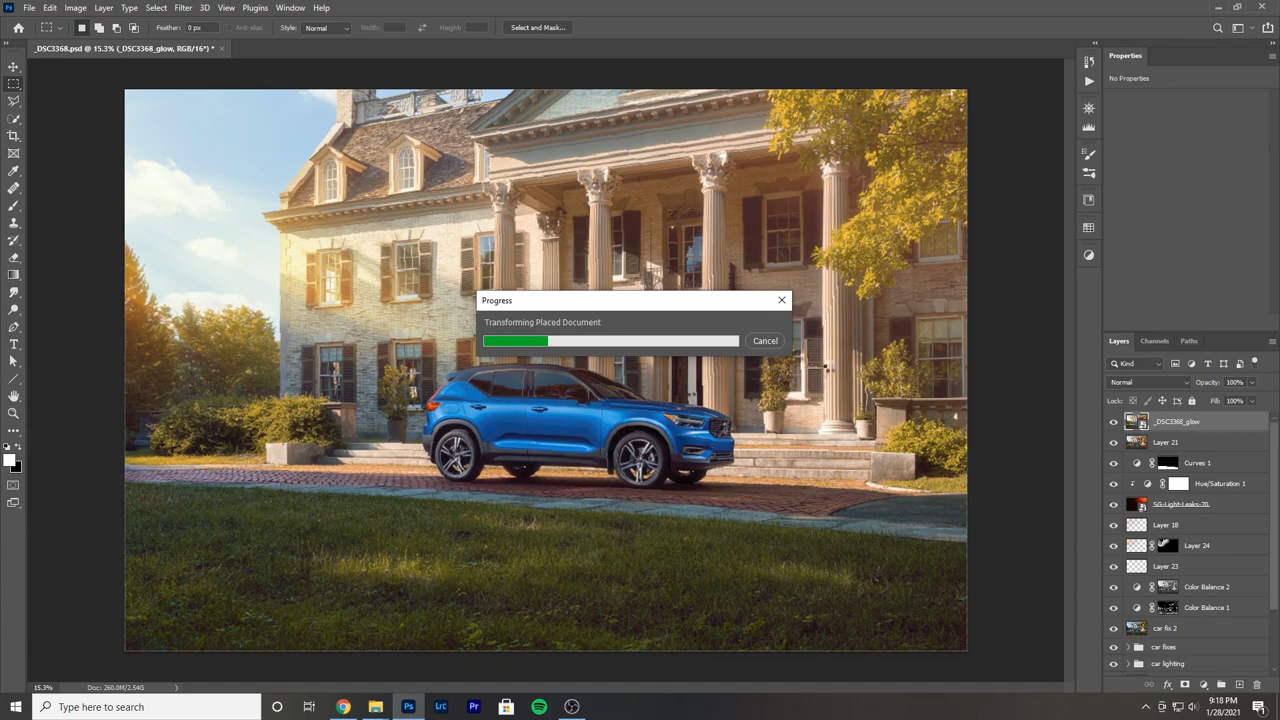 Ps File Edit Image Layer Type Select Filter 3D View Plugins Window Help
Feather: 0 px Anti-alias Style: Normal Width: Height: Select and Mask...
_DSC3368.psd @ 15.3% (_DSC3368_glow, RGB/16*) * ×
Properties
No Properties
Progress
Transforming Placed Document
Cancel
Layers Channels Paths
Kind
Normal Opacity: 100%
Lock: Fill: 100%
_DSC3368_glow
Layer 21
Curves 1
Hue/Saturation 1
SG-Light-Leaks-20
Layer 18
Layer 24
Layer 23
Color Balance 2
Color Balance 1
car fix 2
car fixes
car lighting
15.3% Doc: 260.0M/2.54G
Type here to search
Ps LrC Pr
9:18 PM
1/28/2021